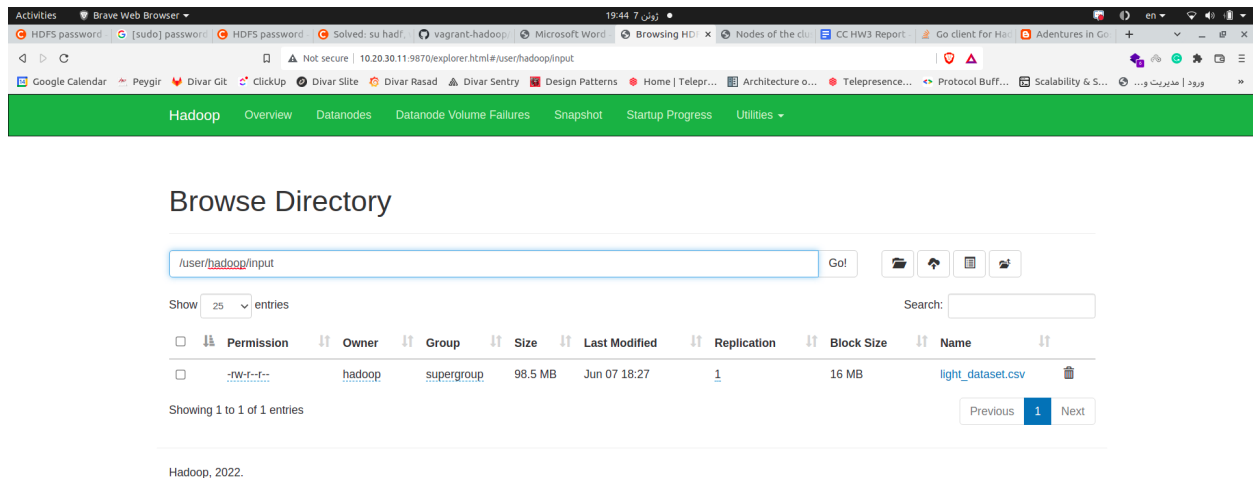 Activities Brave Web Browser 19:44 7 ژوئن en
HDFS password [sudo] password HDFS password Solved: su hadf. vagrant-hadoop Microsoft Word Browsing HDF Nodes of the clu CC HW3 Report Go client for Had Adentures in Go
Not secure 10.20.30.11:9870/explorer.html#/user/hadoop/input
Google Calendar Peygir Divar Git ClickUp Divar Slite Divar Rasad Divar Sentry Design Patterns Home | Telepr... Architecture o... Telepresence... Protocol Buff... Scalability & S... ورود | مدیریت و... »
Hadoop Overview Datanodes Datanode Volume Failures Snapshot Startup Progress Utilities
Browse Directory
/user/hadoop/input Go!
Show 25 entries Search:
Permission Owner Group Size Last Modified Replication Block Size Name
-rw-r--r-- hadoop supergroup 98.5 MB Jun 07 18:27 1 16 MB light_dataset.csv
Showing 1 to 1 of 1 entries Previous 1 Next
Hadoop, 2022.